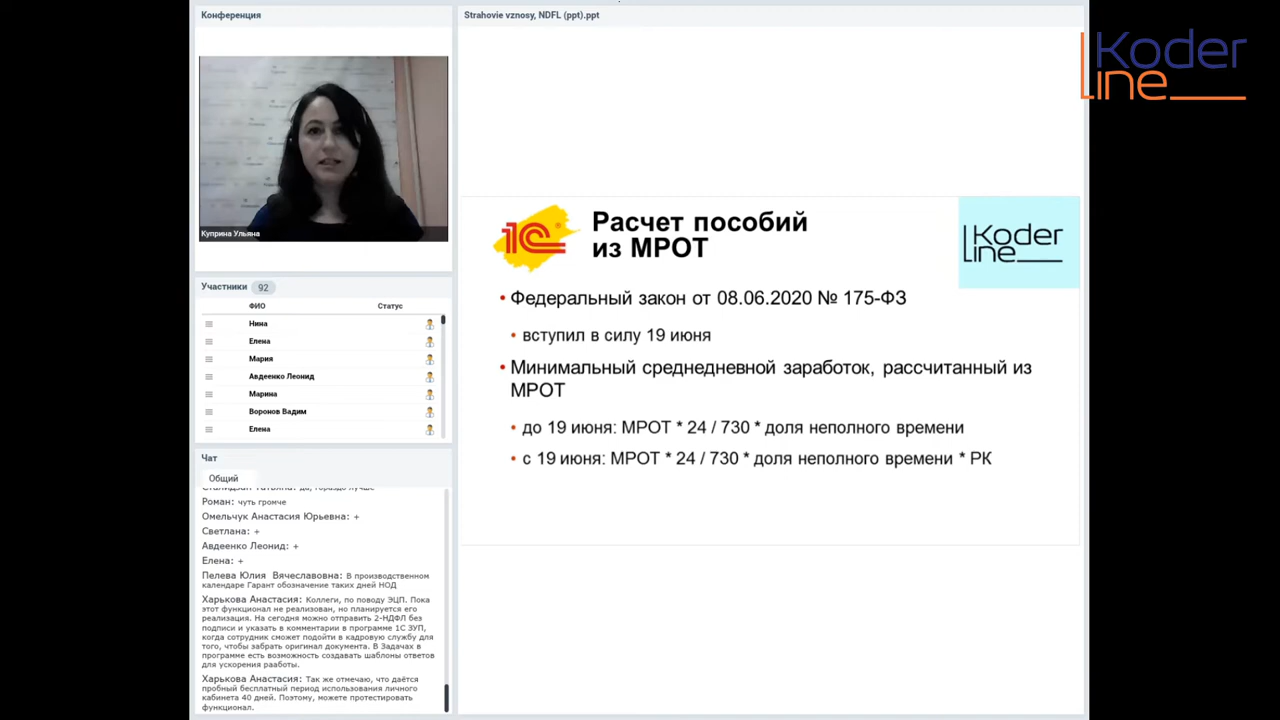 Конференция
Куприна Ульяна
Участники 92
ФИО Статус
Нина
Елена
Мария
Авдеенко Леонид
Марина
Воронов Вадим
Елена
Чат
Общий
Роман: чуть громче
Омельчук Анастасия Юрьевна: +
Светлана: +
Авдеенко Леонид: +
Елена: +
Пелева Юлия Вячеславовна: В производственном
календаре Гарант обозначение таких дней НОД
Харькова Анастасия: Коллеги, по поводу ЭЦП. Пока
этот функционал не реализован, но планируется его
реализация. На сегодня можно отправить 2-НДФЛ без
подписи и указать в комментарии в программе 1С ЗУП,
когда сотрудник сможет подойти в кадровую службу для
того, чтобы забрать оригинал документа. В Задачах в
программе есть возможность создавать шаблоны ответов
для ускорения рааботы.
Харькова Анастасия: Так же отмечаю, что даётся
пробный бесплатный период использования личного
кабинета 40 дней. Поэтому, можете протестировать
функционал.
Strahovie vznosy, NDFL (ppt).ppt
Koder
line
1С
Расчет пособий
из МРОТ
Koder
line
• Федеральный закон от 08.06.2020 № 175-ФЗ
• вступил в силу 19 июня
• Минимальный среднедневной заработок, рассчитанный из
МРОТ
• до 19 июня: МРОТ * 24 / 730 * доля неполного времени
• с 19 июня: МРОТ * 24 / 730 * доля неполного времени * РК